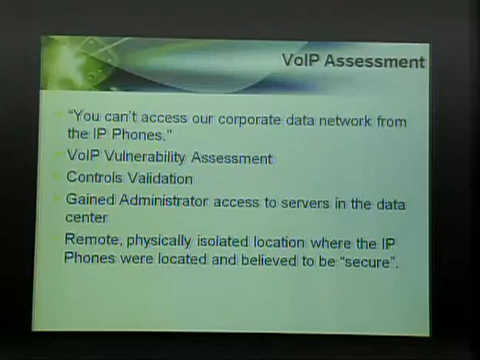 VoIP Assessment
"You can't access our corporate data network from
the IP Phones."
VoIP Vulnerability Assessment
Controls Validation
Gained Administrator access to servers in the data
center
Remote, physically isolated location where the IP
Phones were located and believed to be "secure".